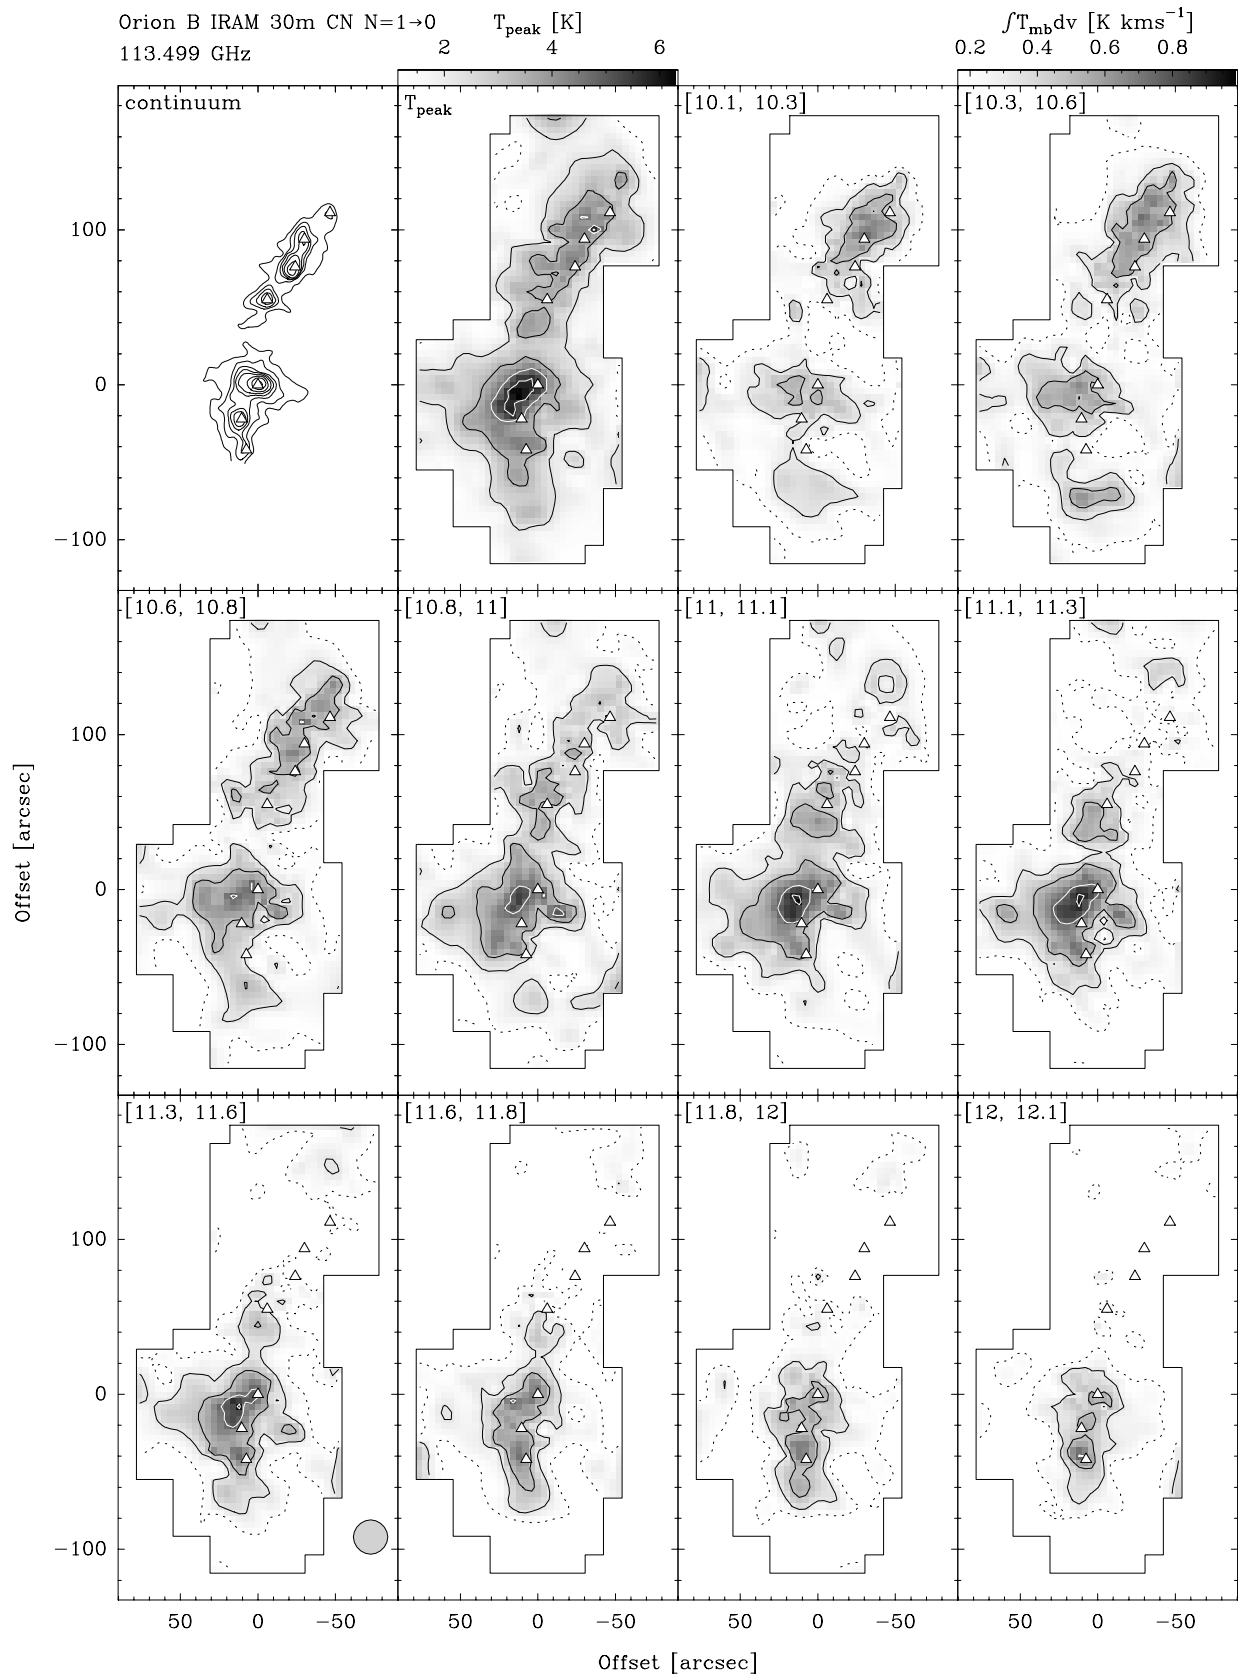 Orion B IRAM 30m CN N=1→0
113.499 GHz
T_peak [K]
2 4 6
∫T_mb dv [K kms⁻¹]
0.2 0.4 0.6 0.8
continuum
T_peak
[10.1, 10.3]
[10.3, 10.6]
100
0
−100
[10.6, 10.8]
[10.8, 11]
[11, 11.1]
[11.1, 11.3]
100
0
−100
Offset [arcsec]
[11.3, 11.6]
[11.6, 11.8]
[11.8, 12]
[12, 12.1]
100
0
−100
50 0 −50 50 0 −50 50 0 −50 50 0 −50
Offset [arcsec]